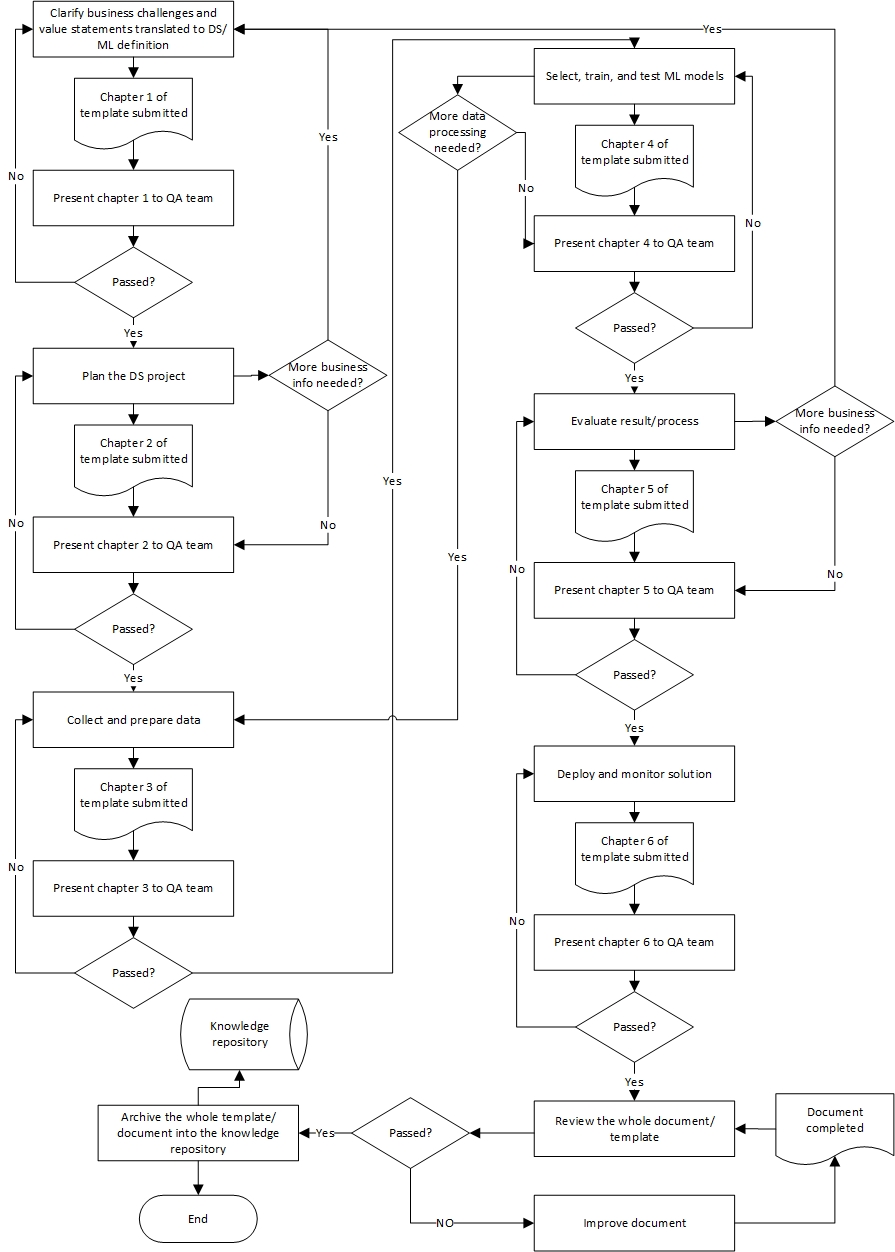 Clarify business challenges and
value statements translated to DS/
ML definition
Chapter 1 of
template submitted
No
Present chapter 1 to QA team
Passed?
Yes
Yes
Plan the DS project
More business
info needed?
Chapter 2 of
template submitted
No
No
Present chapter 2 to QA team
Passed?
Yes
Collect and prepare data
Chapter 3 of
template submitted
No
Present chapter 3 to QA team
Passed?
Yes
Yes
Select, train, and test ML models
More data
processing
needed?
Chapter 4 of
template submitted
No
Present chapter 4 to QA team
No
Passed?
Yes
Yes
Evaluate result/process
More business
info needed?
Chapter 5 of
template submitted
No
No
Present chapter 5 to QA team
Passed?
Yes
Deploy and monitor solution
Chapter 6 of
template submitted
No
Present chapter 6 to QA team
Passed?
Yes
Review the whole document/
template
Document
completed
Passed?
Yes
Archive the whole template/
document into the knowledge
repository
Knowledge
repository
End
NO
Improve document